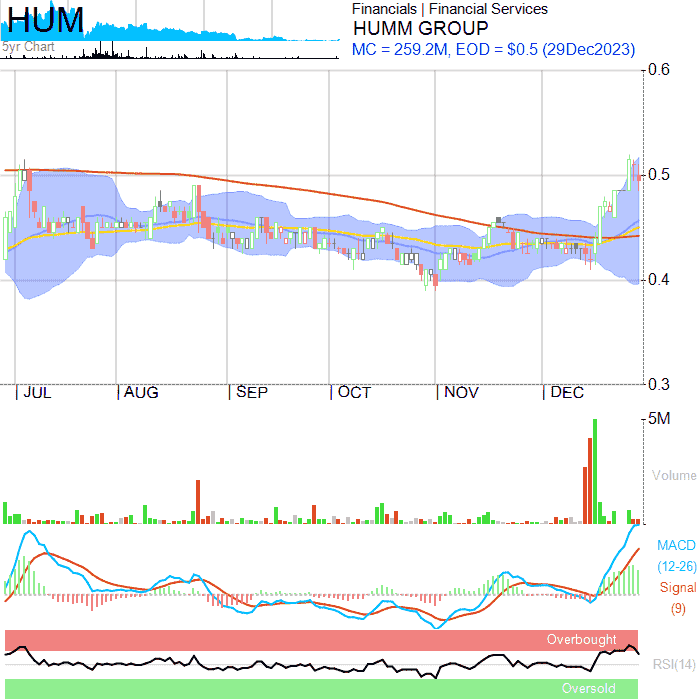 HUM
5yr Chart
Financials | Financial Services
HUMM GROUP
MC = 259.2M, EOD = $0.5 (29Dec2023)
0.6
0.5
0.4
0.3
JUL AUG SEP OCT NOV DEC
5M
Volume
MACD
(12-26)
Signal
(9)
Overbought
RSI(14)
Oversold